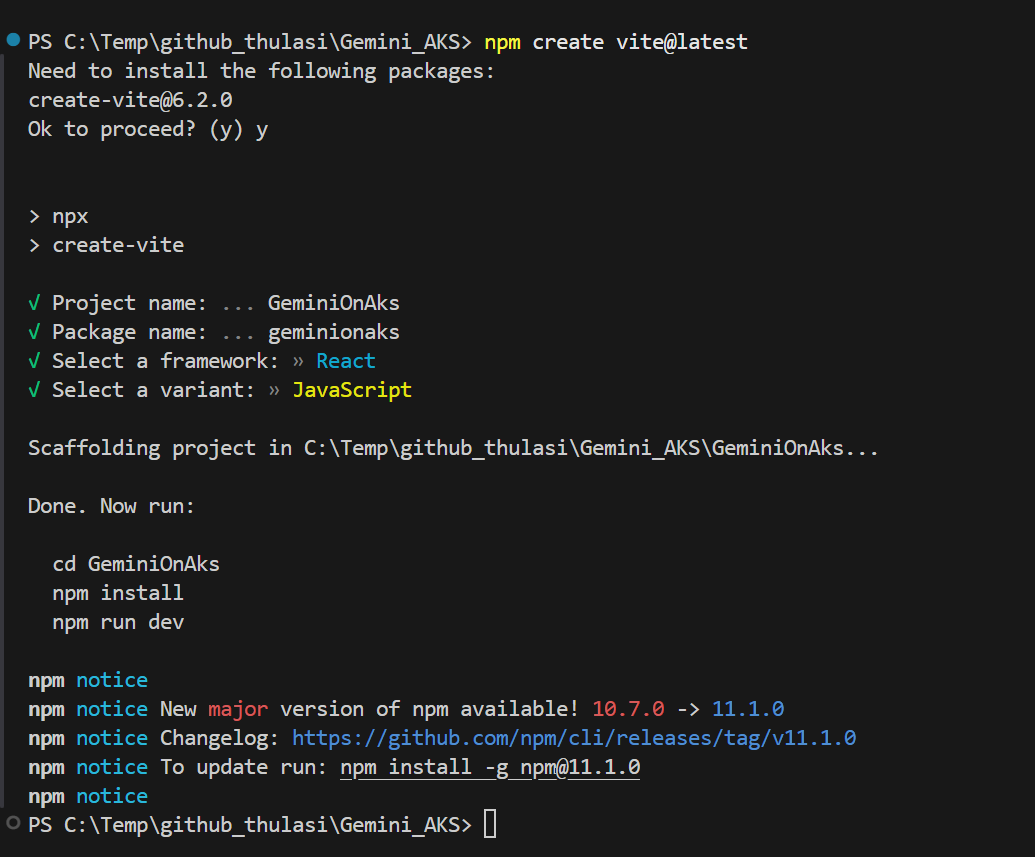 PS C:\Temp\github_thulasi\Gemini_AKS> npm create vite@latest
Need to install the following packages:
create-vite@6.2.0
Ok to proceed? (y) y
> npx
> create-vite
√ Project name: ... GeminiOnAks
√ Package name: ... geminionaks
√ Select a framework: » React
√ Select a variant: » JavaScript
Scaffolding project in C:\Temp\github_thulasi\Gemini_AKS\GeminiOnAks...
Done. Now run:
cd GeminiOnAks
npm install
npm run dev
npm notice
npm notice New major version of npm available! 10.7.0 -> 11.1.0
npm notice Changelog: https://github.com/npm/cli/releases/tag/v11.1.0
npm notice To update run: npm install -g npm@11.1.0
npm notice
PS C:\Temp\github_thulasi\Gemini_AKS>